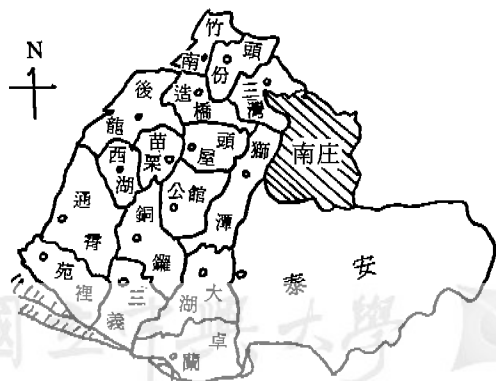 N
竹南
頭份
三灣
造橋
後龍
南庄
獅潭
頭屋
苗栗
西湖
公館
銅鑼
通霄
泰安
苑裡
三義
大湖
卓蘭